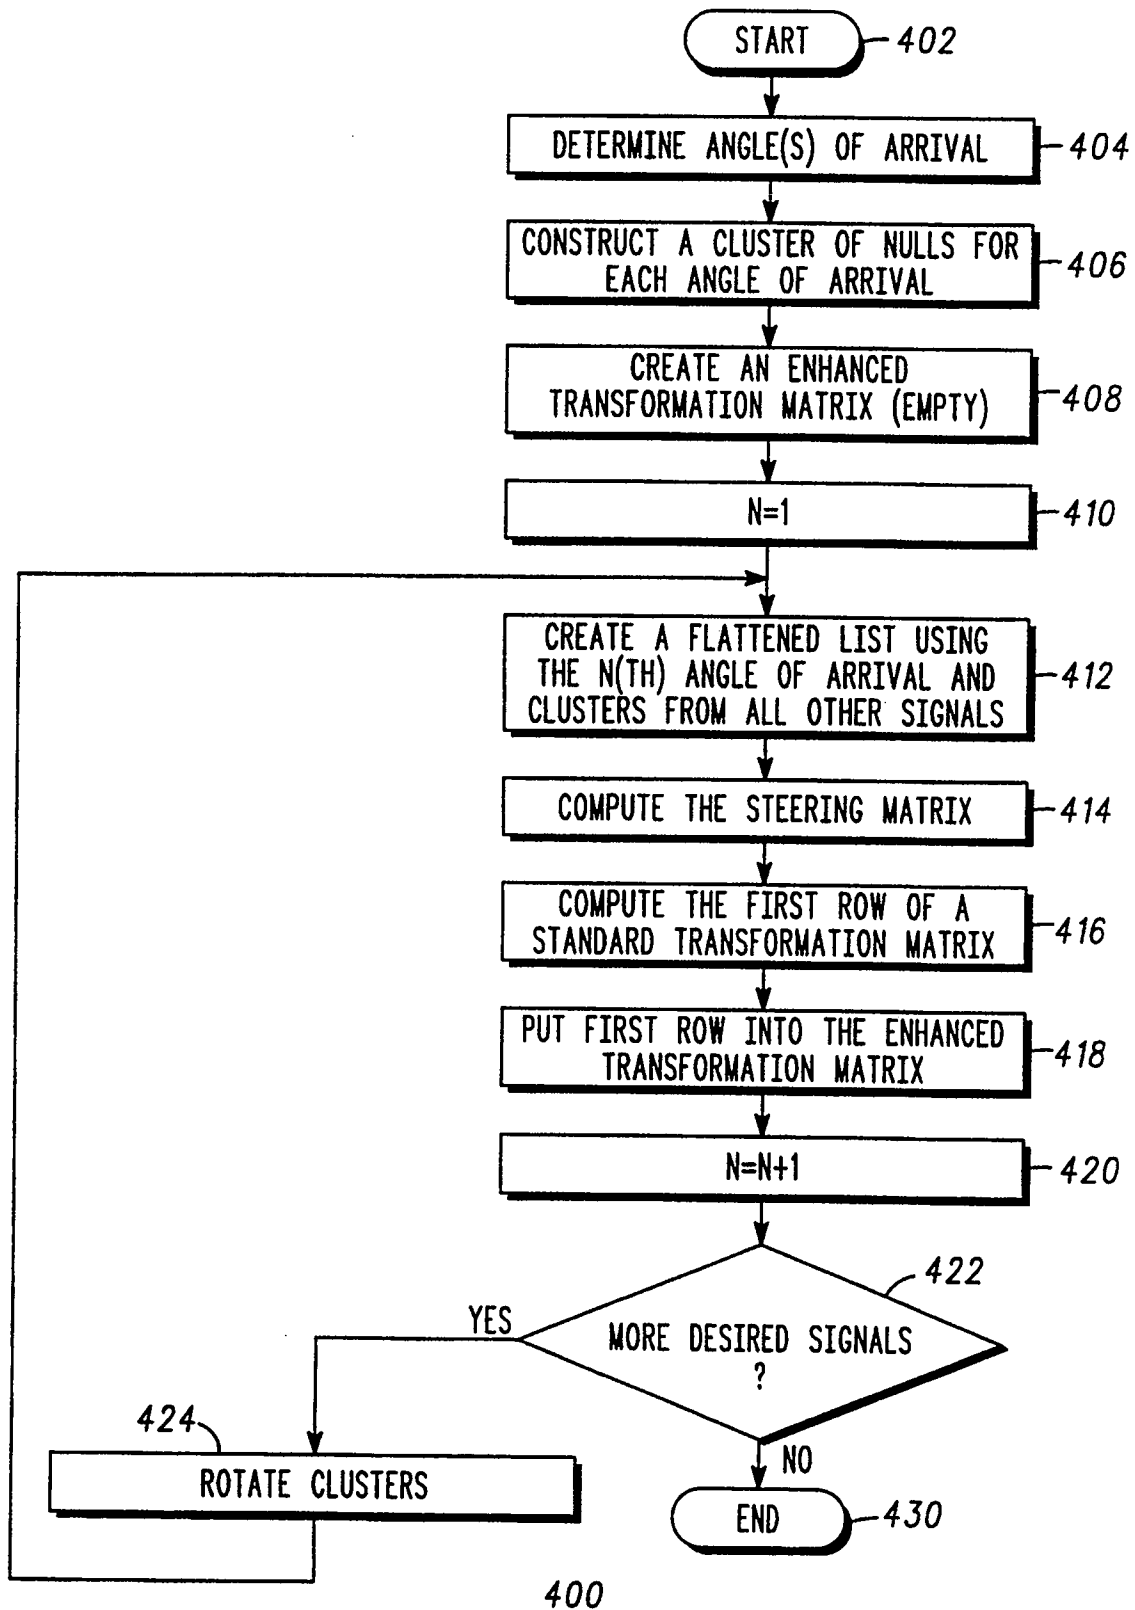 START
402
DETERMINE ANGLE(S) OF ARRIVAL
404
CONSTRUCT A CLUSTER OF NULLS FOR
EACH ANGLE OF ARRIVAL
406
CREATE AN ENHANCED
TRANSFORMATION MATRIX (EMPTY)
408
N=1
410
CREATE A FLATTENED LIST USING
THE N(TH) ANGLE OF ARRIVAL AND
CLUSTERS FROM ALL OTHER SIGNALS
412
COMPUTE THE STEERING MATRIX
414
COMPUTE THE FIRST ROW OF A
STANDARD TRANSFORMATION MATRIX
416
PUT FIRST ROW INTO THE ENHANCED
TRANSFORMATION MATRIX
418
N=N+1
420
422
YES
MORE DESIRED SIGNALS
?
424
ROTATE CLUSTERS
NO
END
430
400